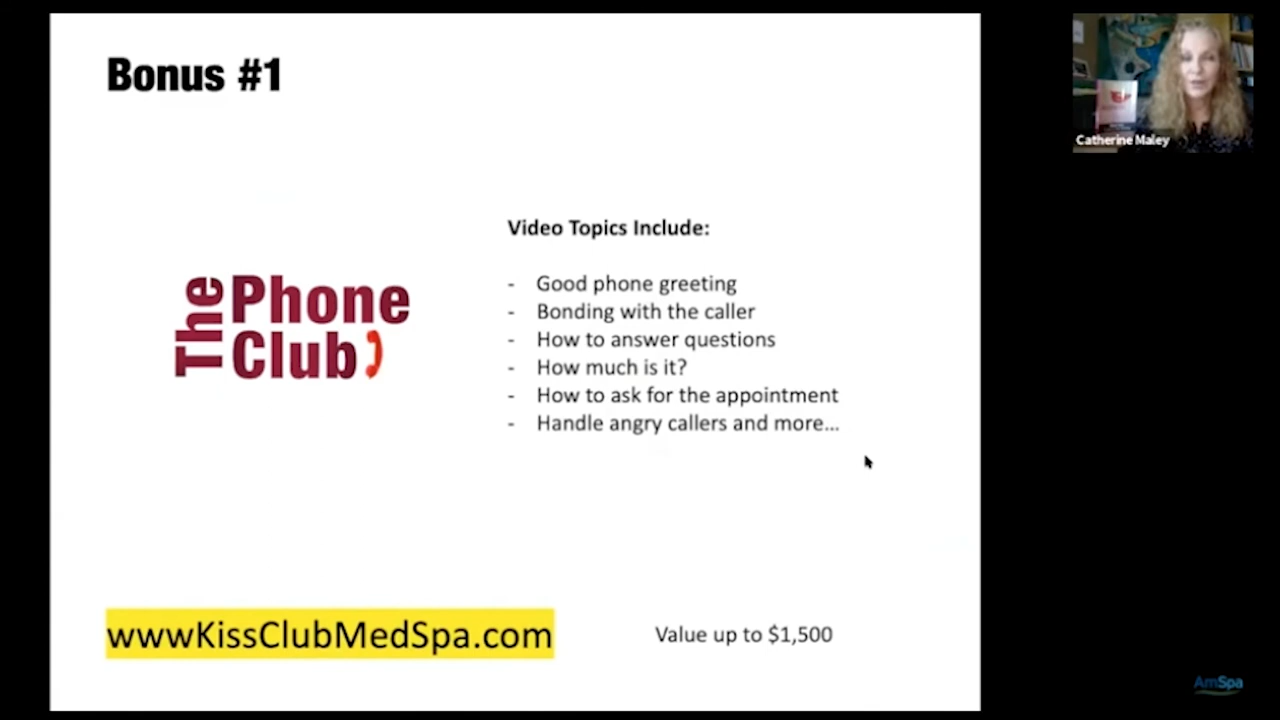 Bonus #1
Catherine Maley
Video Topics Include:
The Phone
Club
- Good phone greeting
- Bonding with the caller
- How to answer questions
- How much is it?
- How to ask for the appointment
- Handle angry callers and more...
wwwKissClubMedSpa.com
Value up to $1,500
AmSpa